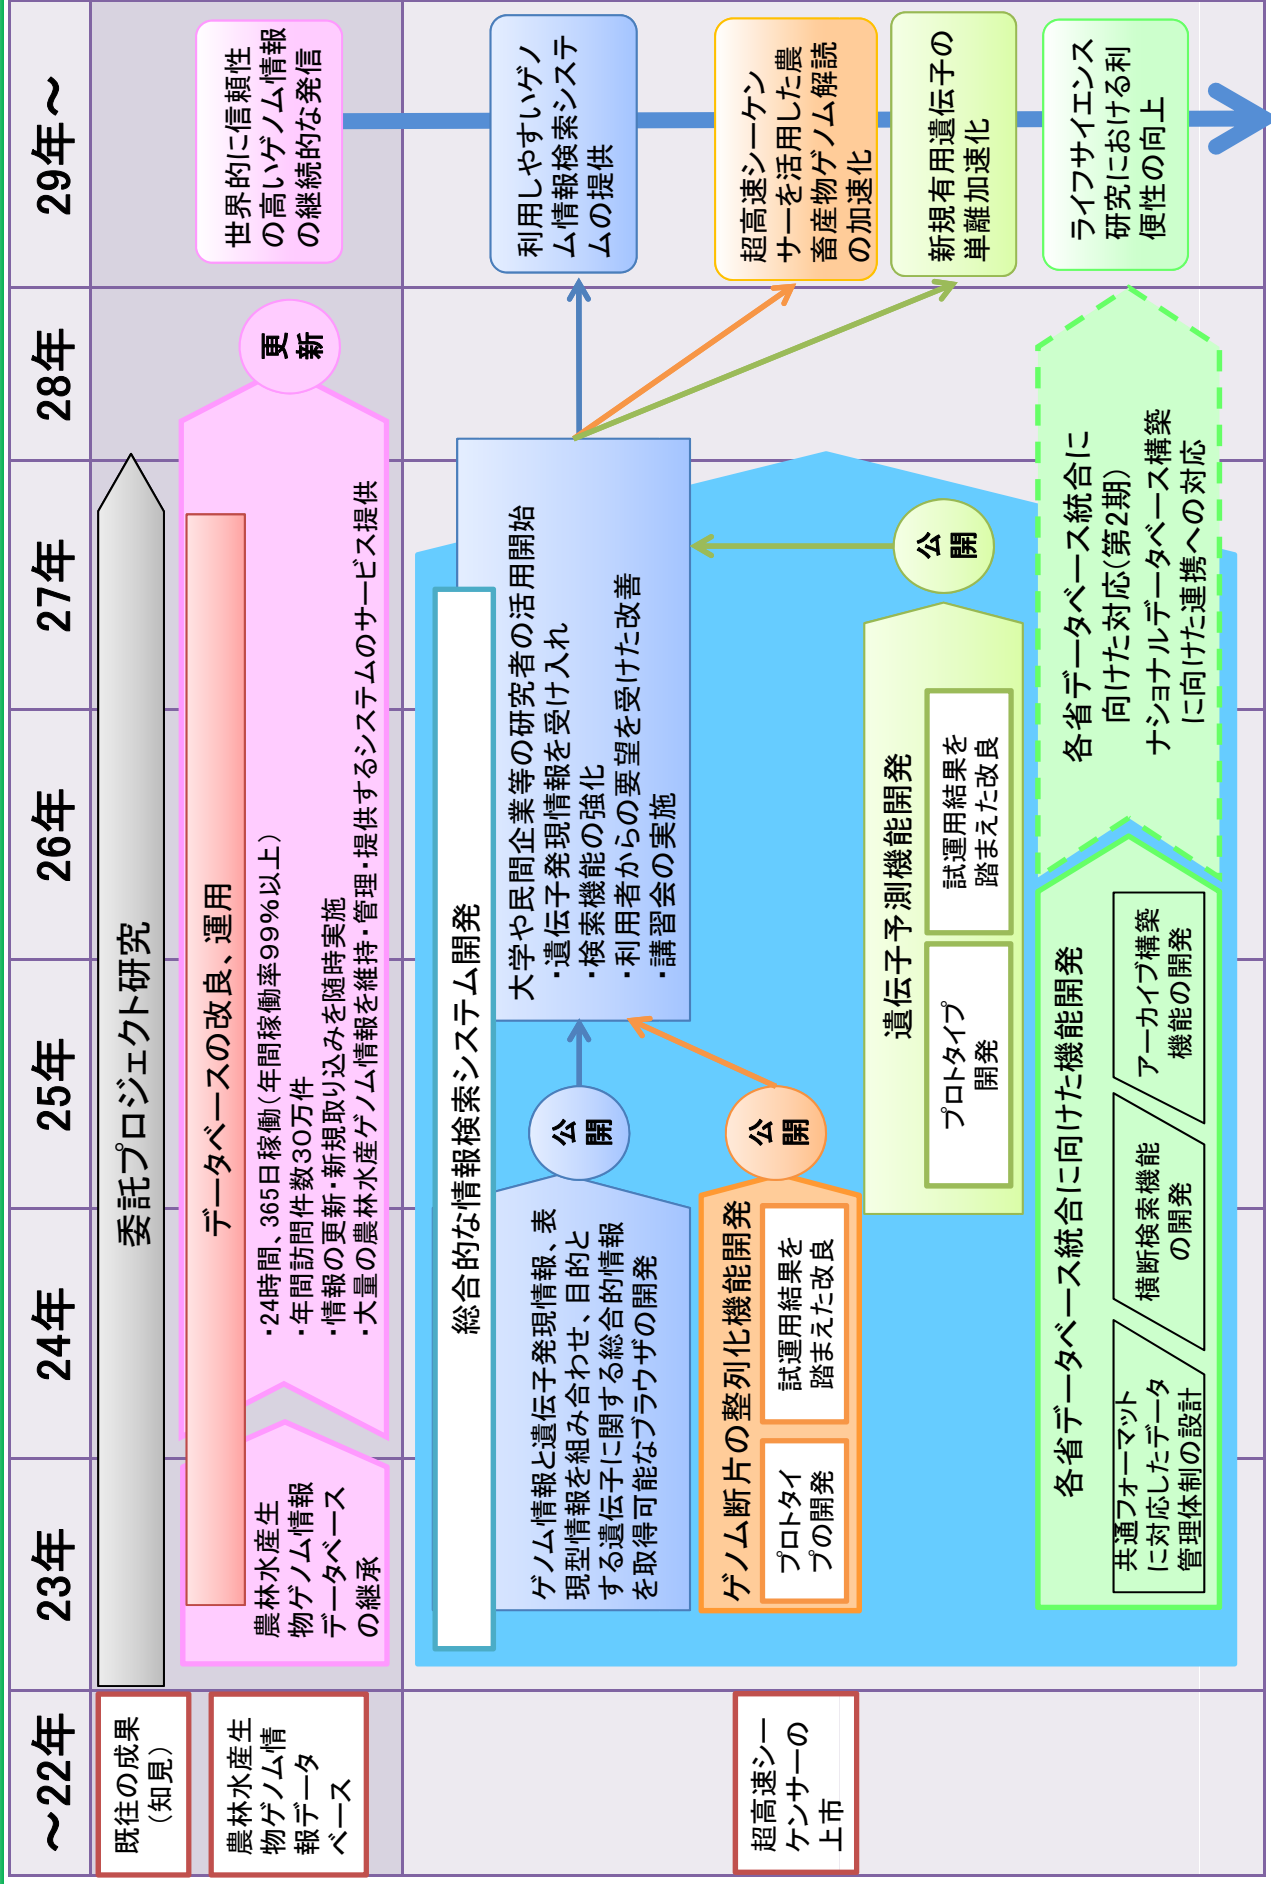 ～22年
23年
24年
25年
26年
27年
28年
29年～
既往の成果
（知見）
委託プロジェクト研究
農林水産生
物ゲノム情
報データ
ベース
データベースの改良、運用
農林水産生
物ゲノム情報
データベース
の継承
・24時間、365日稼働（年間稼働率99％以上）
・年間訪問件数30万件
・情報の更新・新規取り込みを随時実施
・大量の農林水産ゲノム情報を維持・管理・提供するシステムのサービス提供
更
新
世界的に信頼性
の高いゲノム情報
の継続的な発信
総合的な情報検索システム開発
ゲノム情報と遺伝子発現情報、表
現型情報を組み合わせ、目的と
する遺伝子に関する総合的情報
を取得可能なブラウザの開発
公
開
大学や民間企業等の研究者の活用開始
・遺伝子発現情報を受け入れ
・検索機能の強化
・利用者からの要望を受けた改善
・講習会の実施
利用しやすいゲノ
ム情報検索システ
ムの提供
超高速シー
ケンサーの
上市
ゲノム断片の整列化機能開発
プロトタイ
プの開発
試運用結果を
踏まえた改良
公
開
超高速シーケン
サーを活用した農
畜産物ゲノム解読
の加速化
遺伝子予測機能開発
プロトタイプ
開発
試運用結果を
踏まえた改良
公
開
新規有用遺伝子の
単離加速化
各省データベース統合に向けた機能開発
共通フォーマット
に対応したデータ
管理体制の設計
横断検索機能
の開発
アーカイブ構築
機能の開発
各省データベース統合に
向けた対応(第2期)
ナショナルデータベース構築
に向けた連携への対応
ライフサイエンス
研究における利
便性の向上